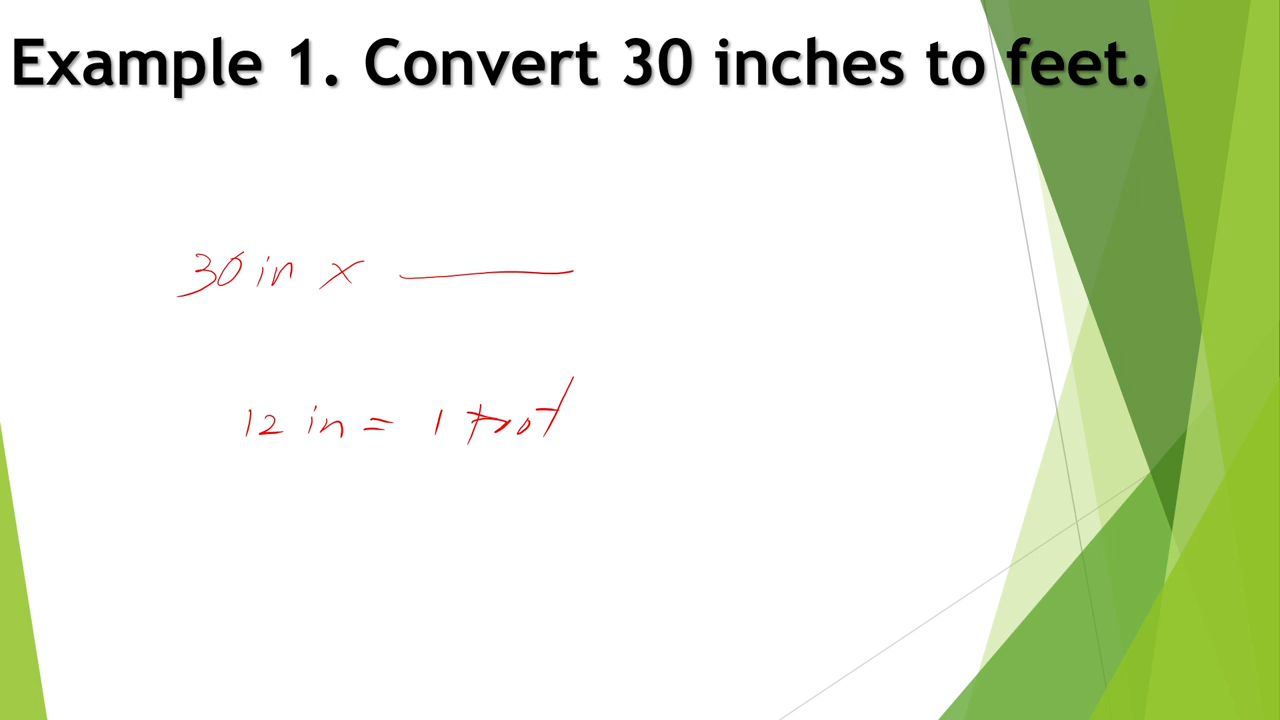 Example 1. Convert 30 inches to feet.
30 in x
12 in = 1 foot